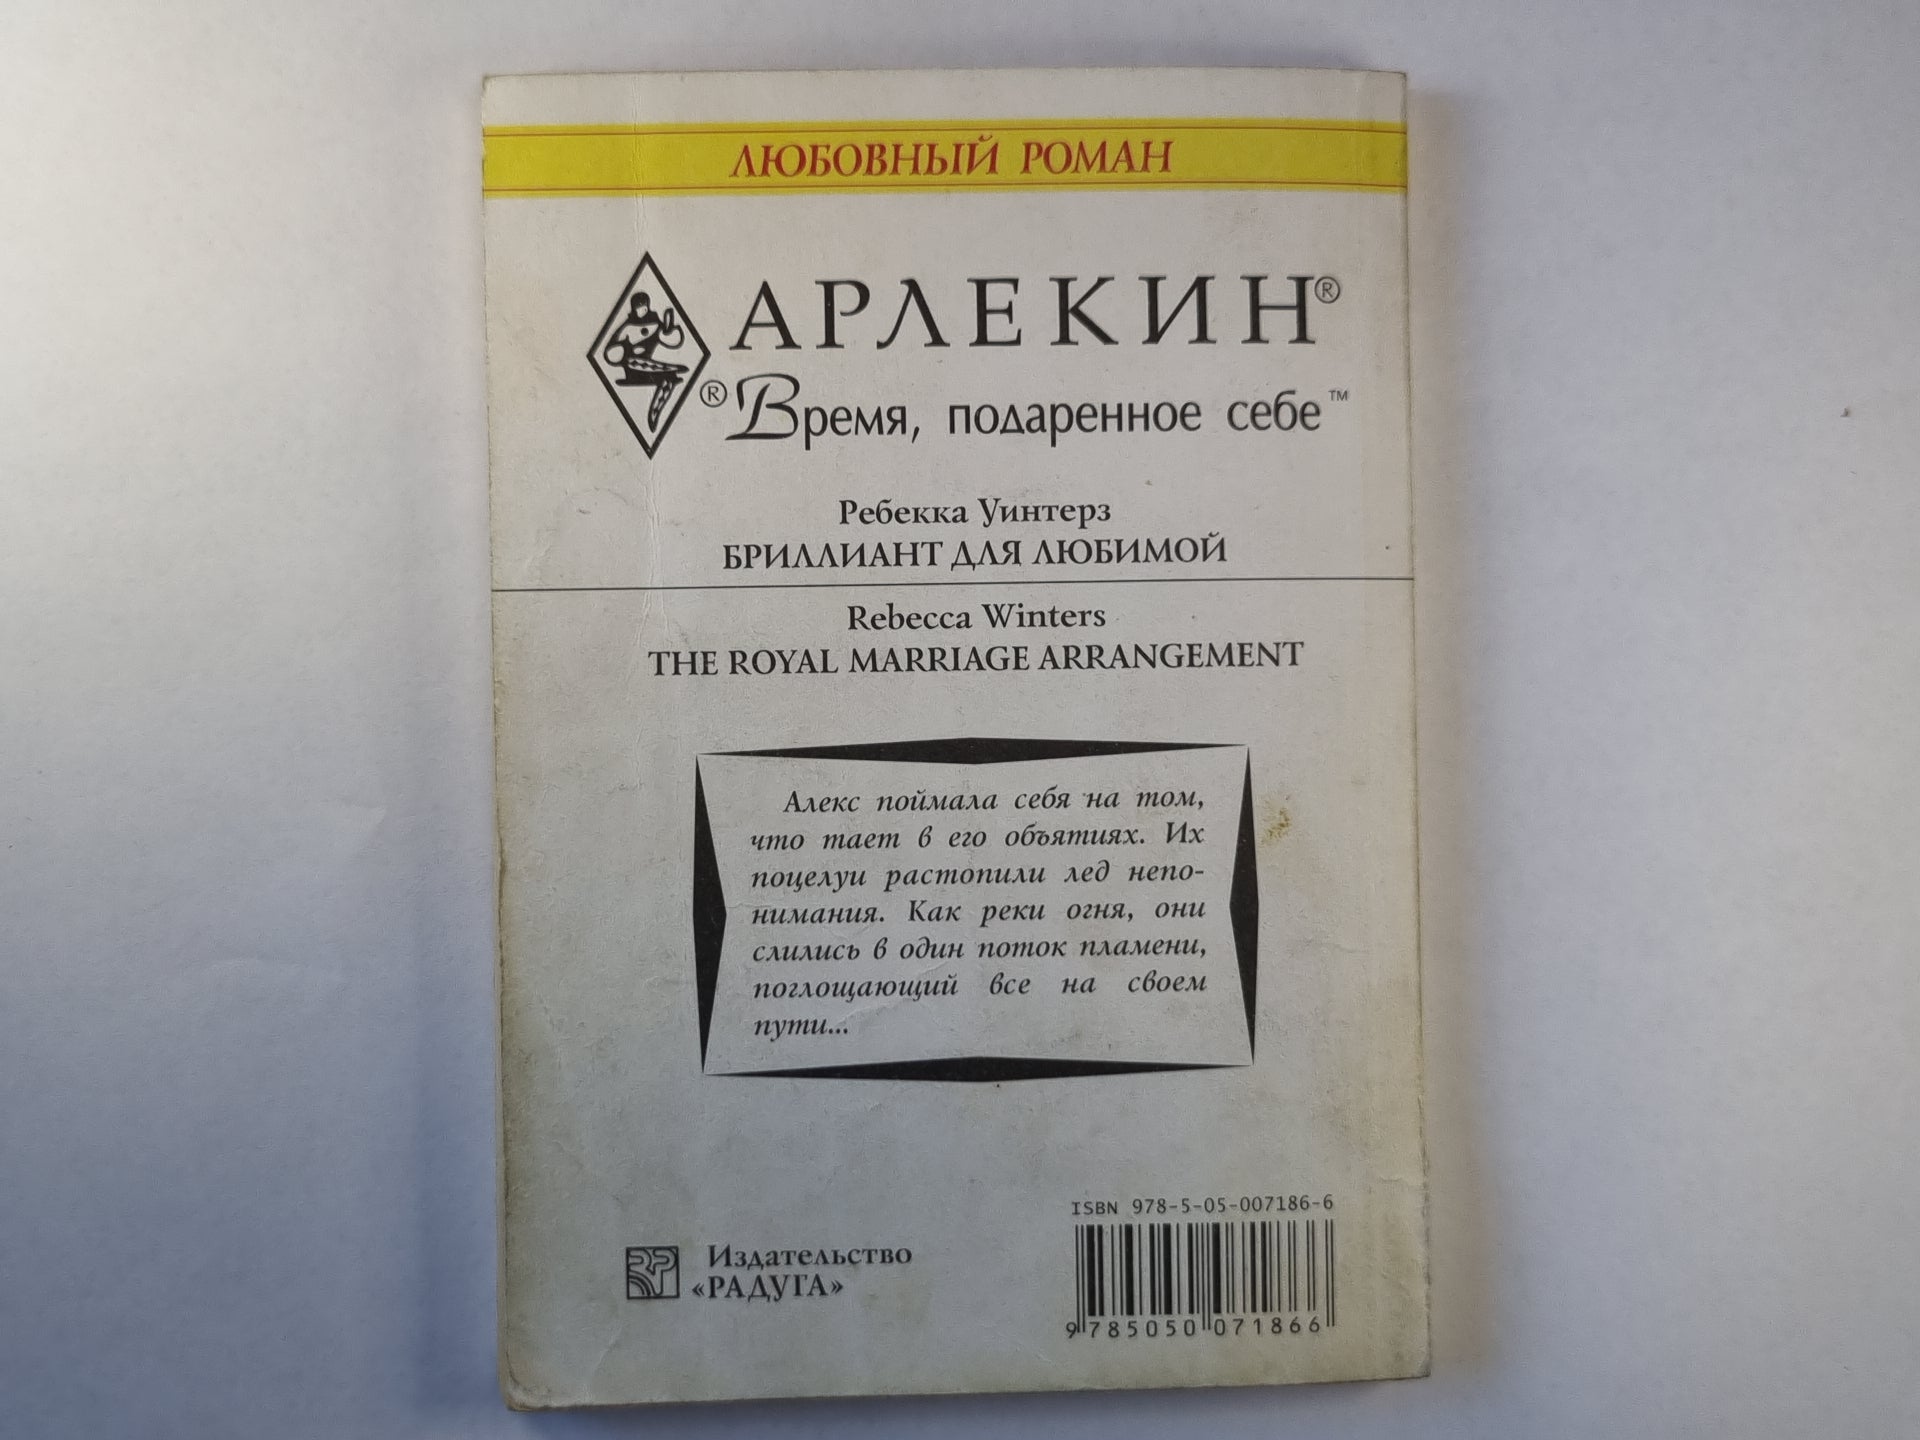 ЛЮБОВНЫЙ РОМАН
АРЛЕКИН®
® Время, подаренное себе™
Ребекка Уинтерз
БРИЛЛИАНТ ДЛЯ ЛЮБИМОЙ
Rebecca Winters
THE ROYAL MARRIAGE ARRANGEMENT
Алекс поймала себя на том,
что тает в его объятиях. Их
поцелуи растопили лед непо-
нимания. Как реки огня, они
слились в один поток пламени,
поглощающий все на своем
пути...
ISBN 978-5-05-007186-6
Издательство
«РАДУГА»
9 785050 071866